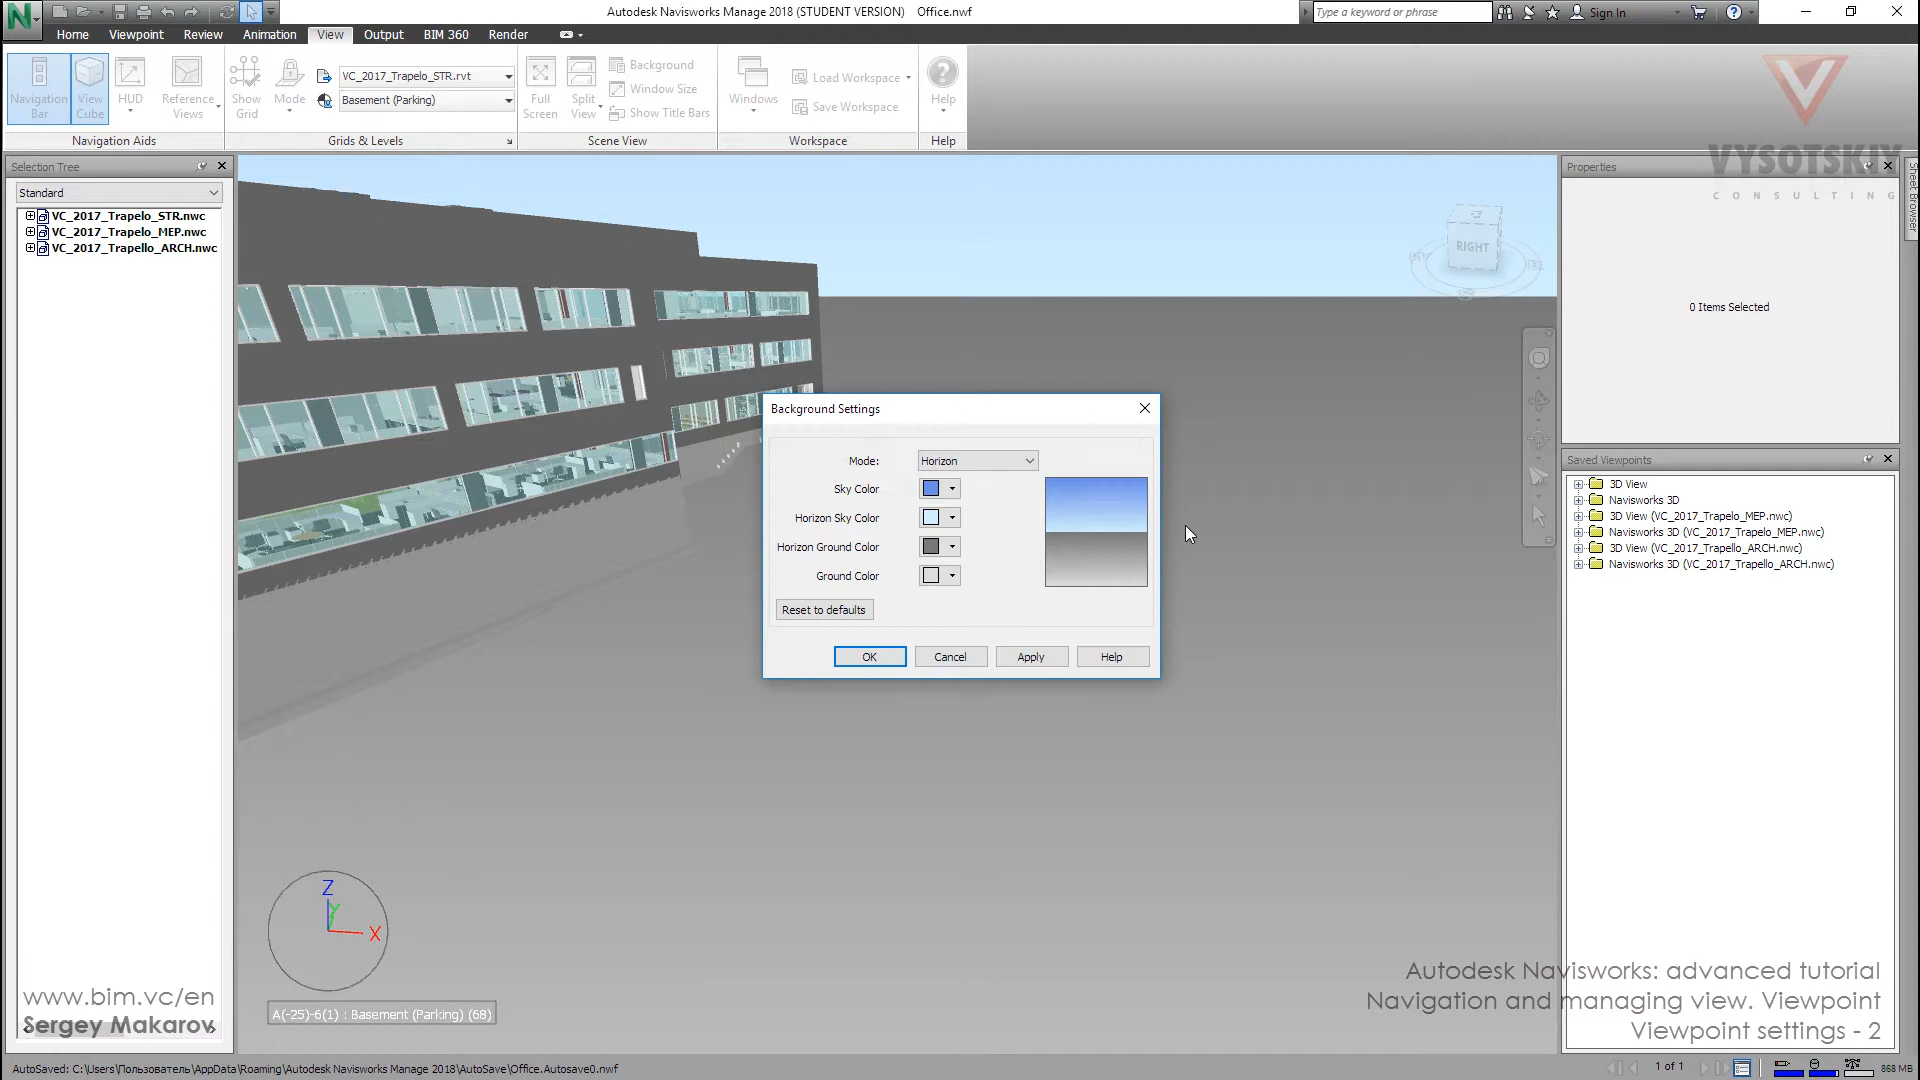 Autodesk Navisworks Manage 2018 (STUDENT VERSION) Office.nwf
Type a keyword or phrase
Sign In
Home Viewpoint Review Animation View Output BIM 360 Render
Navigation Bar
View Cube
HUD
Reference Views
Show Grid
Mode
VC_2017_Trapelo_STR.rvt
Basement (Parking)
Full Screen
Split View
Background
Window Size
Show Title Bars
Windows
Load Workspace
Save Workspace
Help
Navigation Aids
Grids & Levels
Scene View
Workspace
Help
VYSOTSKIY
CONSULTING
Selection Tree
Standard
VC_2017_Trapelo_STR.nwc
VC_2017_Trapelo_MEP.nwc
VC_2017_Trapello_ARCH.nwc
RIGHT
Properties
0 Items Selected
Sheet Browser
Background Settings
Mode: Horizon
Sky Color
Horizon Sky Color
Horizon Ground Color
Ground Color
Reset to defaults
OK Cancel Apply Help
Saved Viewpoints
3D View
Navisworks 3D
3D View (VC_2017_Trapelo_MEP.nwc)
Navisworks 3D (VC_2017_Trapelo_MEP.nwc)
3D View (VC_2017_Trapello_ARCH.nwc)
Navisworks 3D (VC_2017_Trapello_ARCH.nwc)
Z
Y
X
A(-25)-6(1) : Basement (Parking) (68)
www.bim.vc/en
Sergey Makarov
Autodesk Navisworks: advanced tutorial
Navigation and managing view. Viewpoint
Viewpoint settings - 2
AutoSaved: C:\Users\Пользователь\AppData\Roaming\Autodesk Navisworks Manage 2018\AutoSave\Office.Autosave0.nwf
1 of 1
868 MB